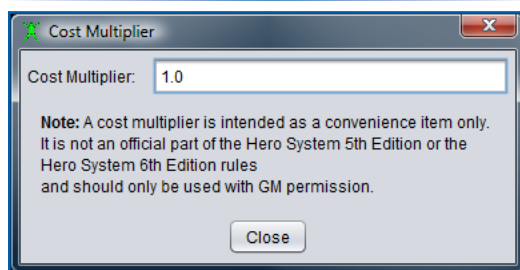 Cost Multiplier
Cost Multiplier: 1.0
Note: A cost multiplier is intended as a convenience item only.
It is not an official part of the Hero System 5th Edition or the
Hero System 6th Edition rules
and should only be used with GM permission.
Close